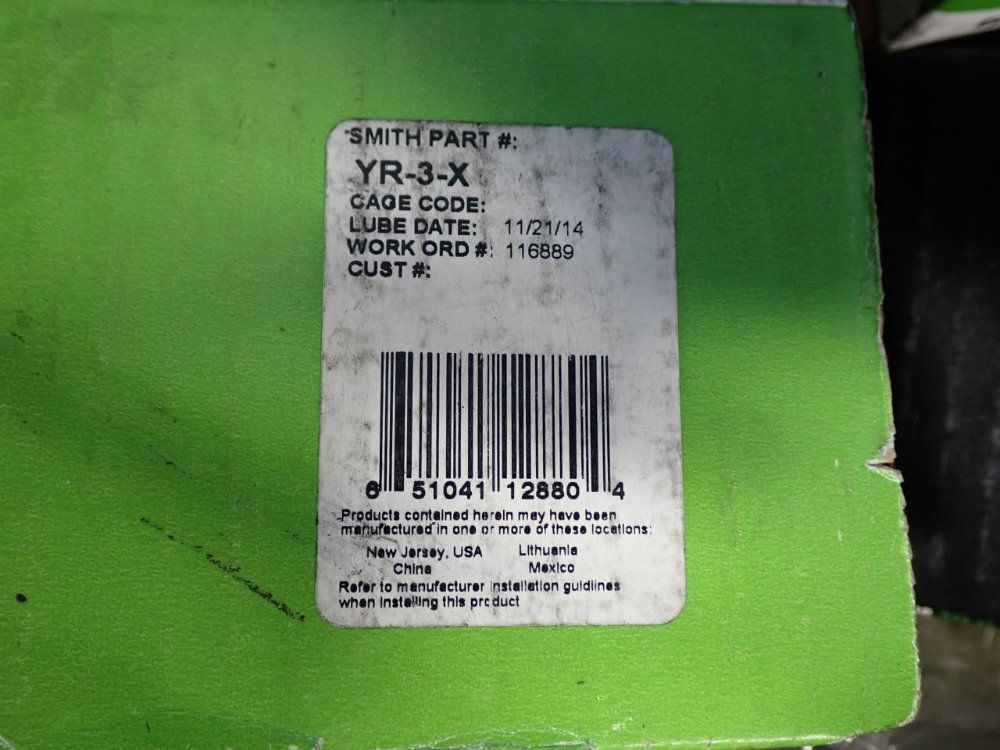 SMITH PART #:
YR-3-X
CAGE CODE:
LUBE DATE: 11/21/14
WORK ORD #: 116889
CUST #:
6 51041 12880 4
Products contained herein may have been
manufactured in one or more of these locations:
New Jersey, USA Lithuania
China Mexico
Refer to manufacturer installation guidlines
when installing this product